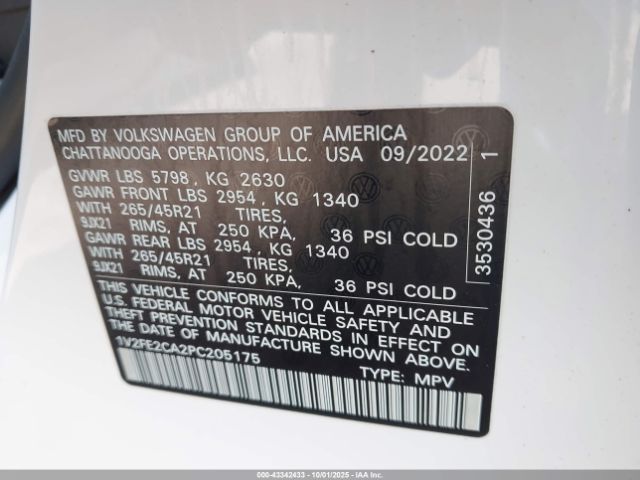 MFD BY VOLKSWAGEN GROUP OF AMERICA
CHATTANOOGA OPERATIONS, LLC. USA 09/2022
GVWR LBS 5798 , KG 2630
GAWR FRONT LBS 2954 , KG 1340
WITH 265/45R21 TIRES,
9JX21 RIMS, AT 250 KPA, 36 PSI COLD
GAWR REAR LBS 2954 , KG 1340
WITH 265/45R21 TIRES,
9JX21 RIMS, AT 250 KPA, 36 PSI COLD
THIS VEHICLE CONFORMS TO ALL APPLICABLE
U.S. FEDERAL MOTOR VEHICLE SAFETY AND
THEFT PREVENTION STANDARDS IN EFFECT ON
THE DATE OF MANUFACTURE SHOWN ABOVE.
1V2FE2CA2PC205175
TYPE: MPV
3530436 1
000-43342433 - 10/01/2025 - IAAI, Inc.